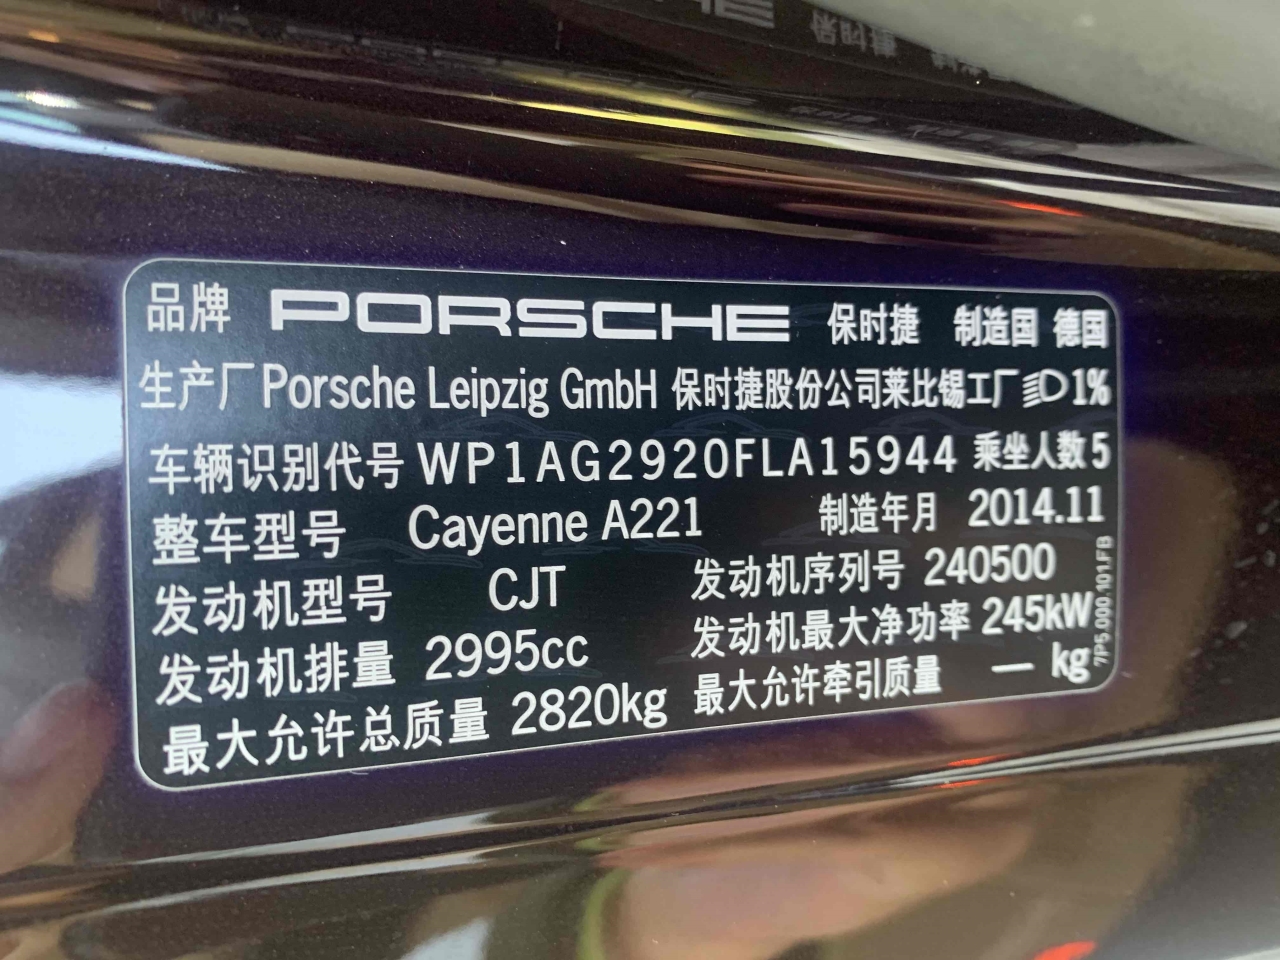 品牌 PORSCHE 保时捷 制造国 德国
生产厂 Porsche Leipzig GmbH 保时捷股份公司莱比锡工厂 1%
车辆识别代号 WP1AG2920FLA15944 乘坐人数 5
整车型号 Cayenne A221 制造年月 2014.11
发动机型号 CJT 发动机序列号 240500
发动机排量 2995cc 发动机最大净功率 245kW
最大允许总质量 2820kg 最大允许牵引质量 — kg
7P5.000.101.FB